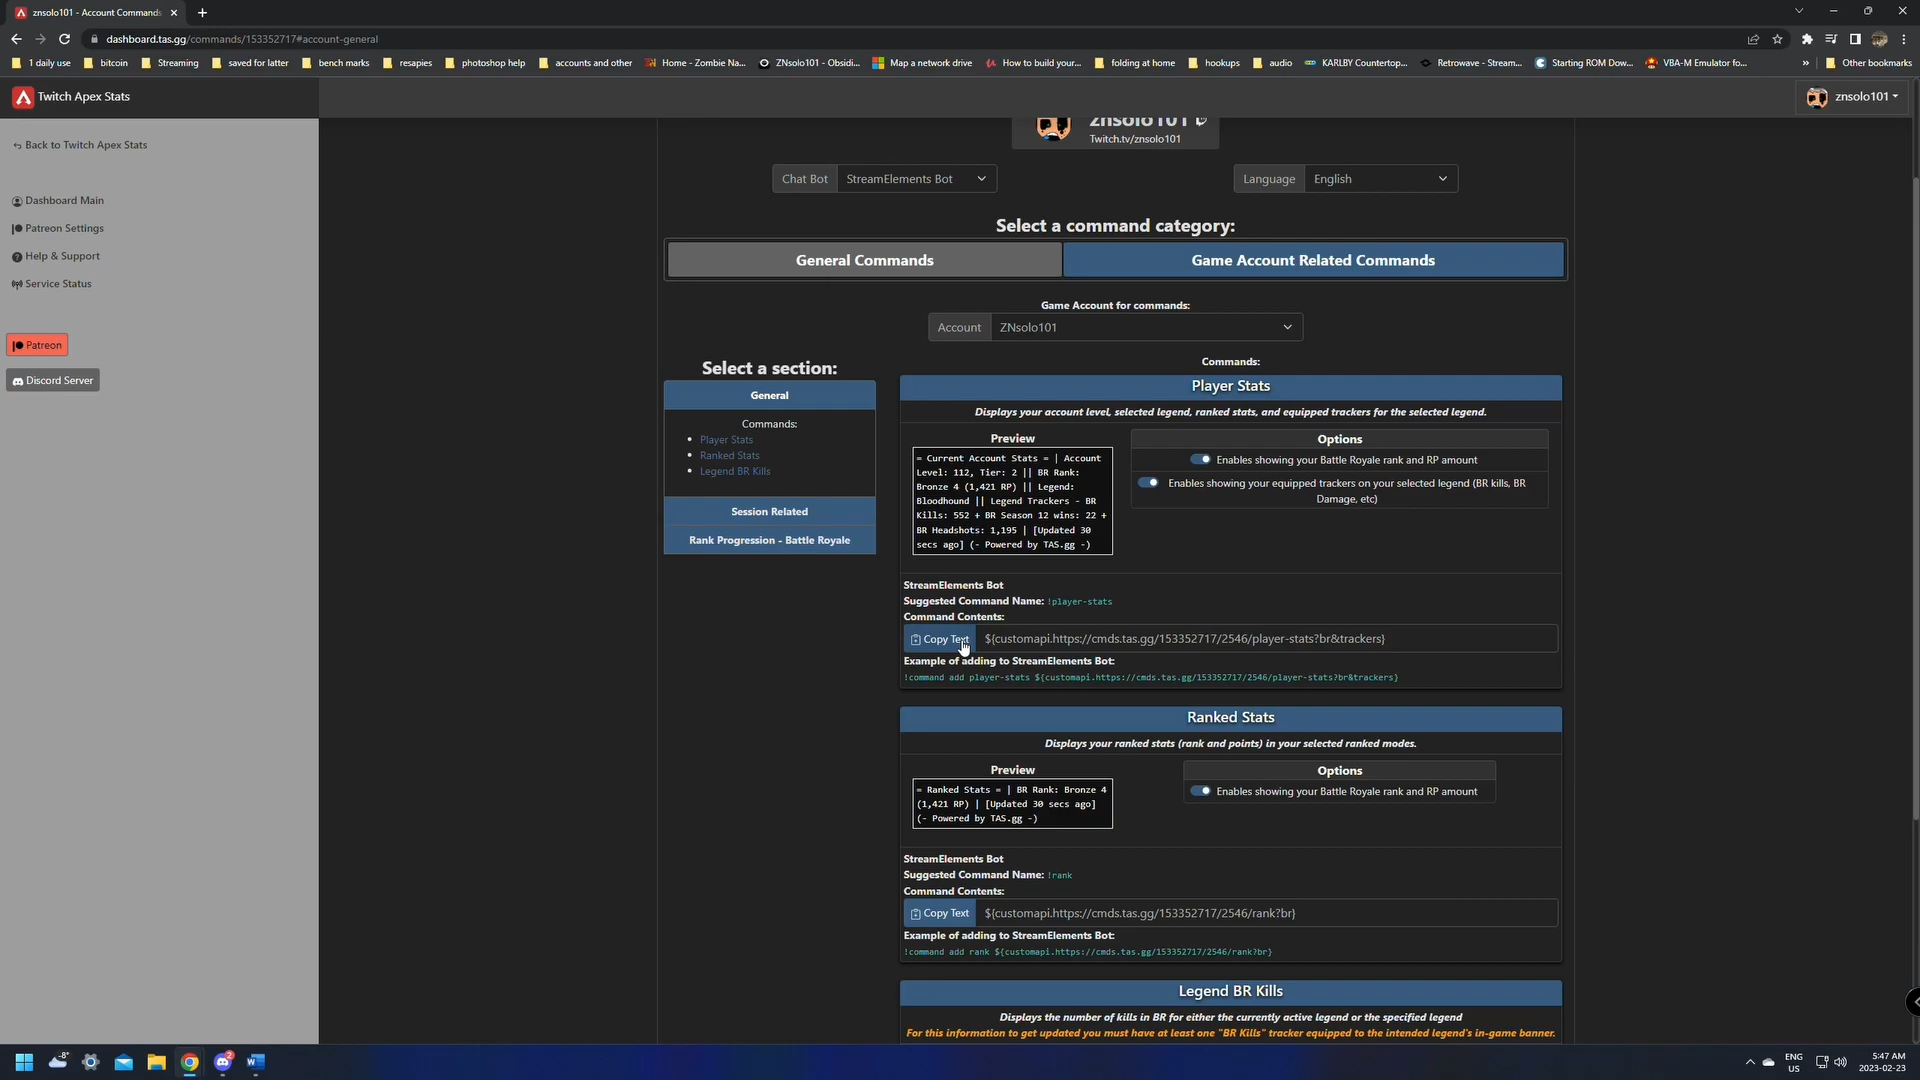 znsolo101 - Account Commands
dashboard.tas.gg/commands/153352717#account-general
1 daily use
bitcoin
Streaming
saved for latter
bench marks
resapies
photoshop help
accounts and other
Home - Zombie Na...
ZNsolo101 - Obsidi...
Map a network drive
How to build your...
folding at home
hookups
audio
KARLBY Countertop...
Retrowave - Stream...
Starting ROM Dow...
VBA-M Emulator fo...
»
Other bookmarks
Twitch Apex Stats
znsolo101
Back to Twitch Apex Stats
Dashboard Main
Patreon Settings
Help & Support
Service Status
Patreon
Discord Server
znsolo101
Twitch.tv/znsolo101
Chat Bot StreamElements Bot
Language English
Select a command category:
General Commands
Game Account Related Commands
Game Account for commands:
Account ZNsolo101
Select a section:
General
Commands:
Player Stats
Ranked Stats
Legend BR Kills
Session Related
Rank Progression - Battle Royale
Commands:
Player Stats
Displays your account level, selected legend, ranked stats, and equipped trackers for the selected legend.
Preview
= Current Account Stats = | Account
Level: 112, Tier: 2 || BR Rank:
Bronze 4 (1,421 RP) || Legend:
Bloodhound || Legend Trackers - BR
Kills: 552 + BR Season 12 wins: 22 +
BR Headshots: 1,195 | [Updated 30
secs ago] (- Powered by TAS.gg -)
Options
Enables showing your Battle Royale rank and RP amount
Enables showing your equipped trackers on your selected legend (BR kills, BR
Damage, etc)
StreamElements Bot
Suggested Command Name: !player-stats
Command Contents:
Copy Text ${customapi.https://cmds.tas.gg/153352717/2546/player-stats?br&trackers}
Example of adding to StreamElements Bot:
!command add player-stats ${customapi.https://cmds.tas.gg/153352717/2546/player-stats?br&trackers}
Ranked Stats
Displays your ranked stats (rank and points) in your selected ranked modes.
Preview
= Ranked Stats = | BR Rank: Bronze 4
(1,421 RP) | [Updated 30 secs ago]
(- Powered by TAS.gg -)
Options
Enables showing your Battle Royale rank and RP amount
StreamElements Bot
Suggested Command Name: !rank
Command Contents:
Copy Text ${customapi.https://cmds.tas.gg/153352717/2546/rank?br}
Example of adding to StreamElements Bot:
!command add rank ${customapi.https://cmds.tas.gg/153352717/2546/rank?br}
Legend BR Kills
Displays the number of kills in BR for either the currently active legend or the specified legend
For this information to get updated you must have at least one "BR Kills" tracker equipped to the intended legend's in-game banner.
-8°
2
ENG
US
5:47 AM
2023-02-23